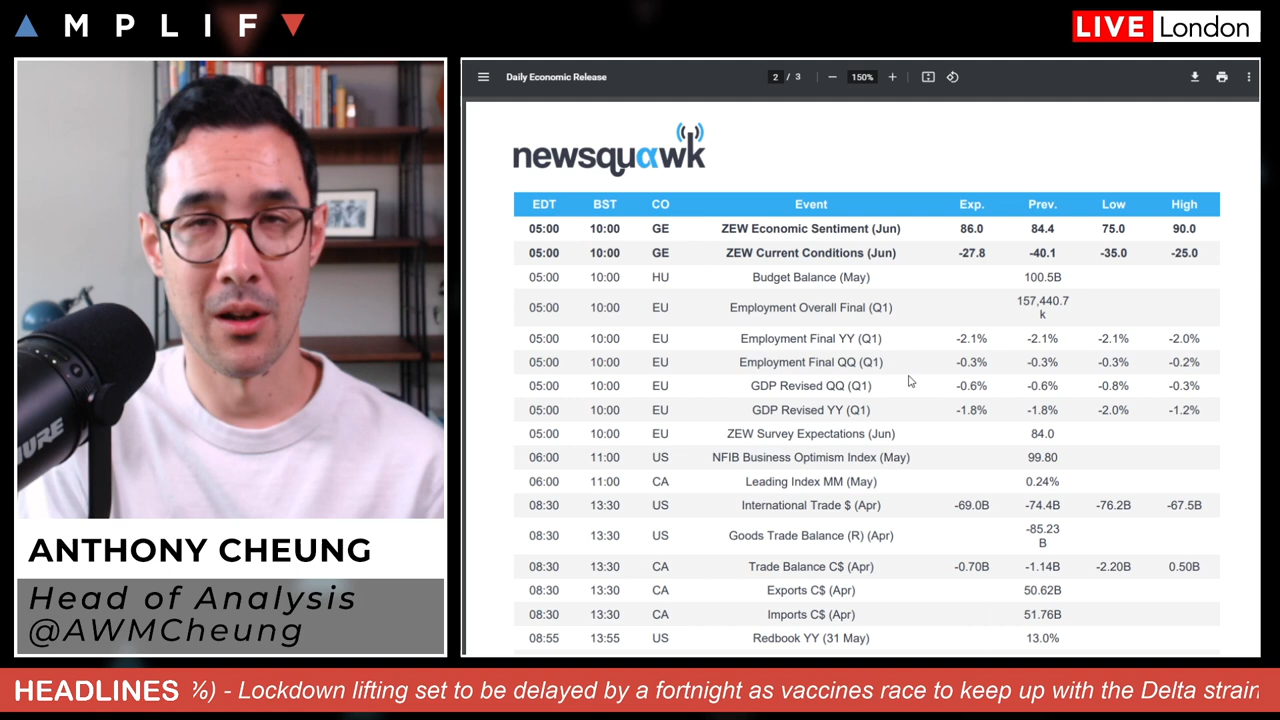 AMPLIFY
LIVE London
Daily Economic Release
2 / 3
150%
newsquawk
EDT BST CO Event Exp. Prev. Low High
05:00 10:00 GE ZEW Economic Sentiment (Jun) 86.0 84.4 75.0 90.0
05:00 10:00 GE ZEW Current Conditions (Jun) -27.8 -40.1 -35.0 -25.0
05:00 10:00 HU Budget Balance (May) 100.5B
05:00 10:00 EU Employment Overall Final (Q1) 157,440.7
k
05:00 10:00 EU Employment Final YY (Q1) -2.1% -2.1% -2.1% -2.0%
05:00 10:00 EU Employment Final QQ (Q1) -0.3% -0.3% -0.3% -0.2%
05:00 10:00 EU GDP Revised QQ (Q1) -0.6% -0.6% -0.8% -0.3%
05:00 10:00 EU GDP Revised YY (Q1) -1.8% -1.8% -2.0% -1.2%
05:00 10:00 EU ZEW Survey Expectations (Jun) 84.0
06:00 11:00 US NFIB Business Optimism Index (May) 99.80
06:00 11:00 CA Leading Index MM (May) 0.24%
08:30 13:30 US International Trade $ (Apr) -69.0B -74.4B -76.2B -67.5B
08:30 13:30 US Goods Trade Balance (R) (Apr) -85.23
B
08:30 13:30 CA Trade Balance C$ (Apr) -0.70B -1.14B -2.20B 0.50B
08:30 13:30 CA Exports C$ (Apr) 50.62B
08:30 13:30 CA Imports C$ (Apr) 51.76B
08:55 13:55 US Redbook YY (31 May) 13.0%
URE
ANTHONY CHEUNG
Head of Analysis
@AWMCheung
HEADLINES %) - Lockdown lifting set to be delayed by a fortnight as vaccines race to keep up with the Delta strain